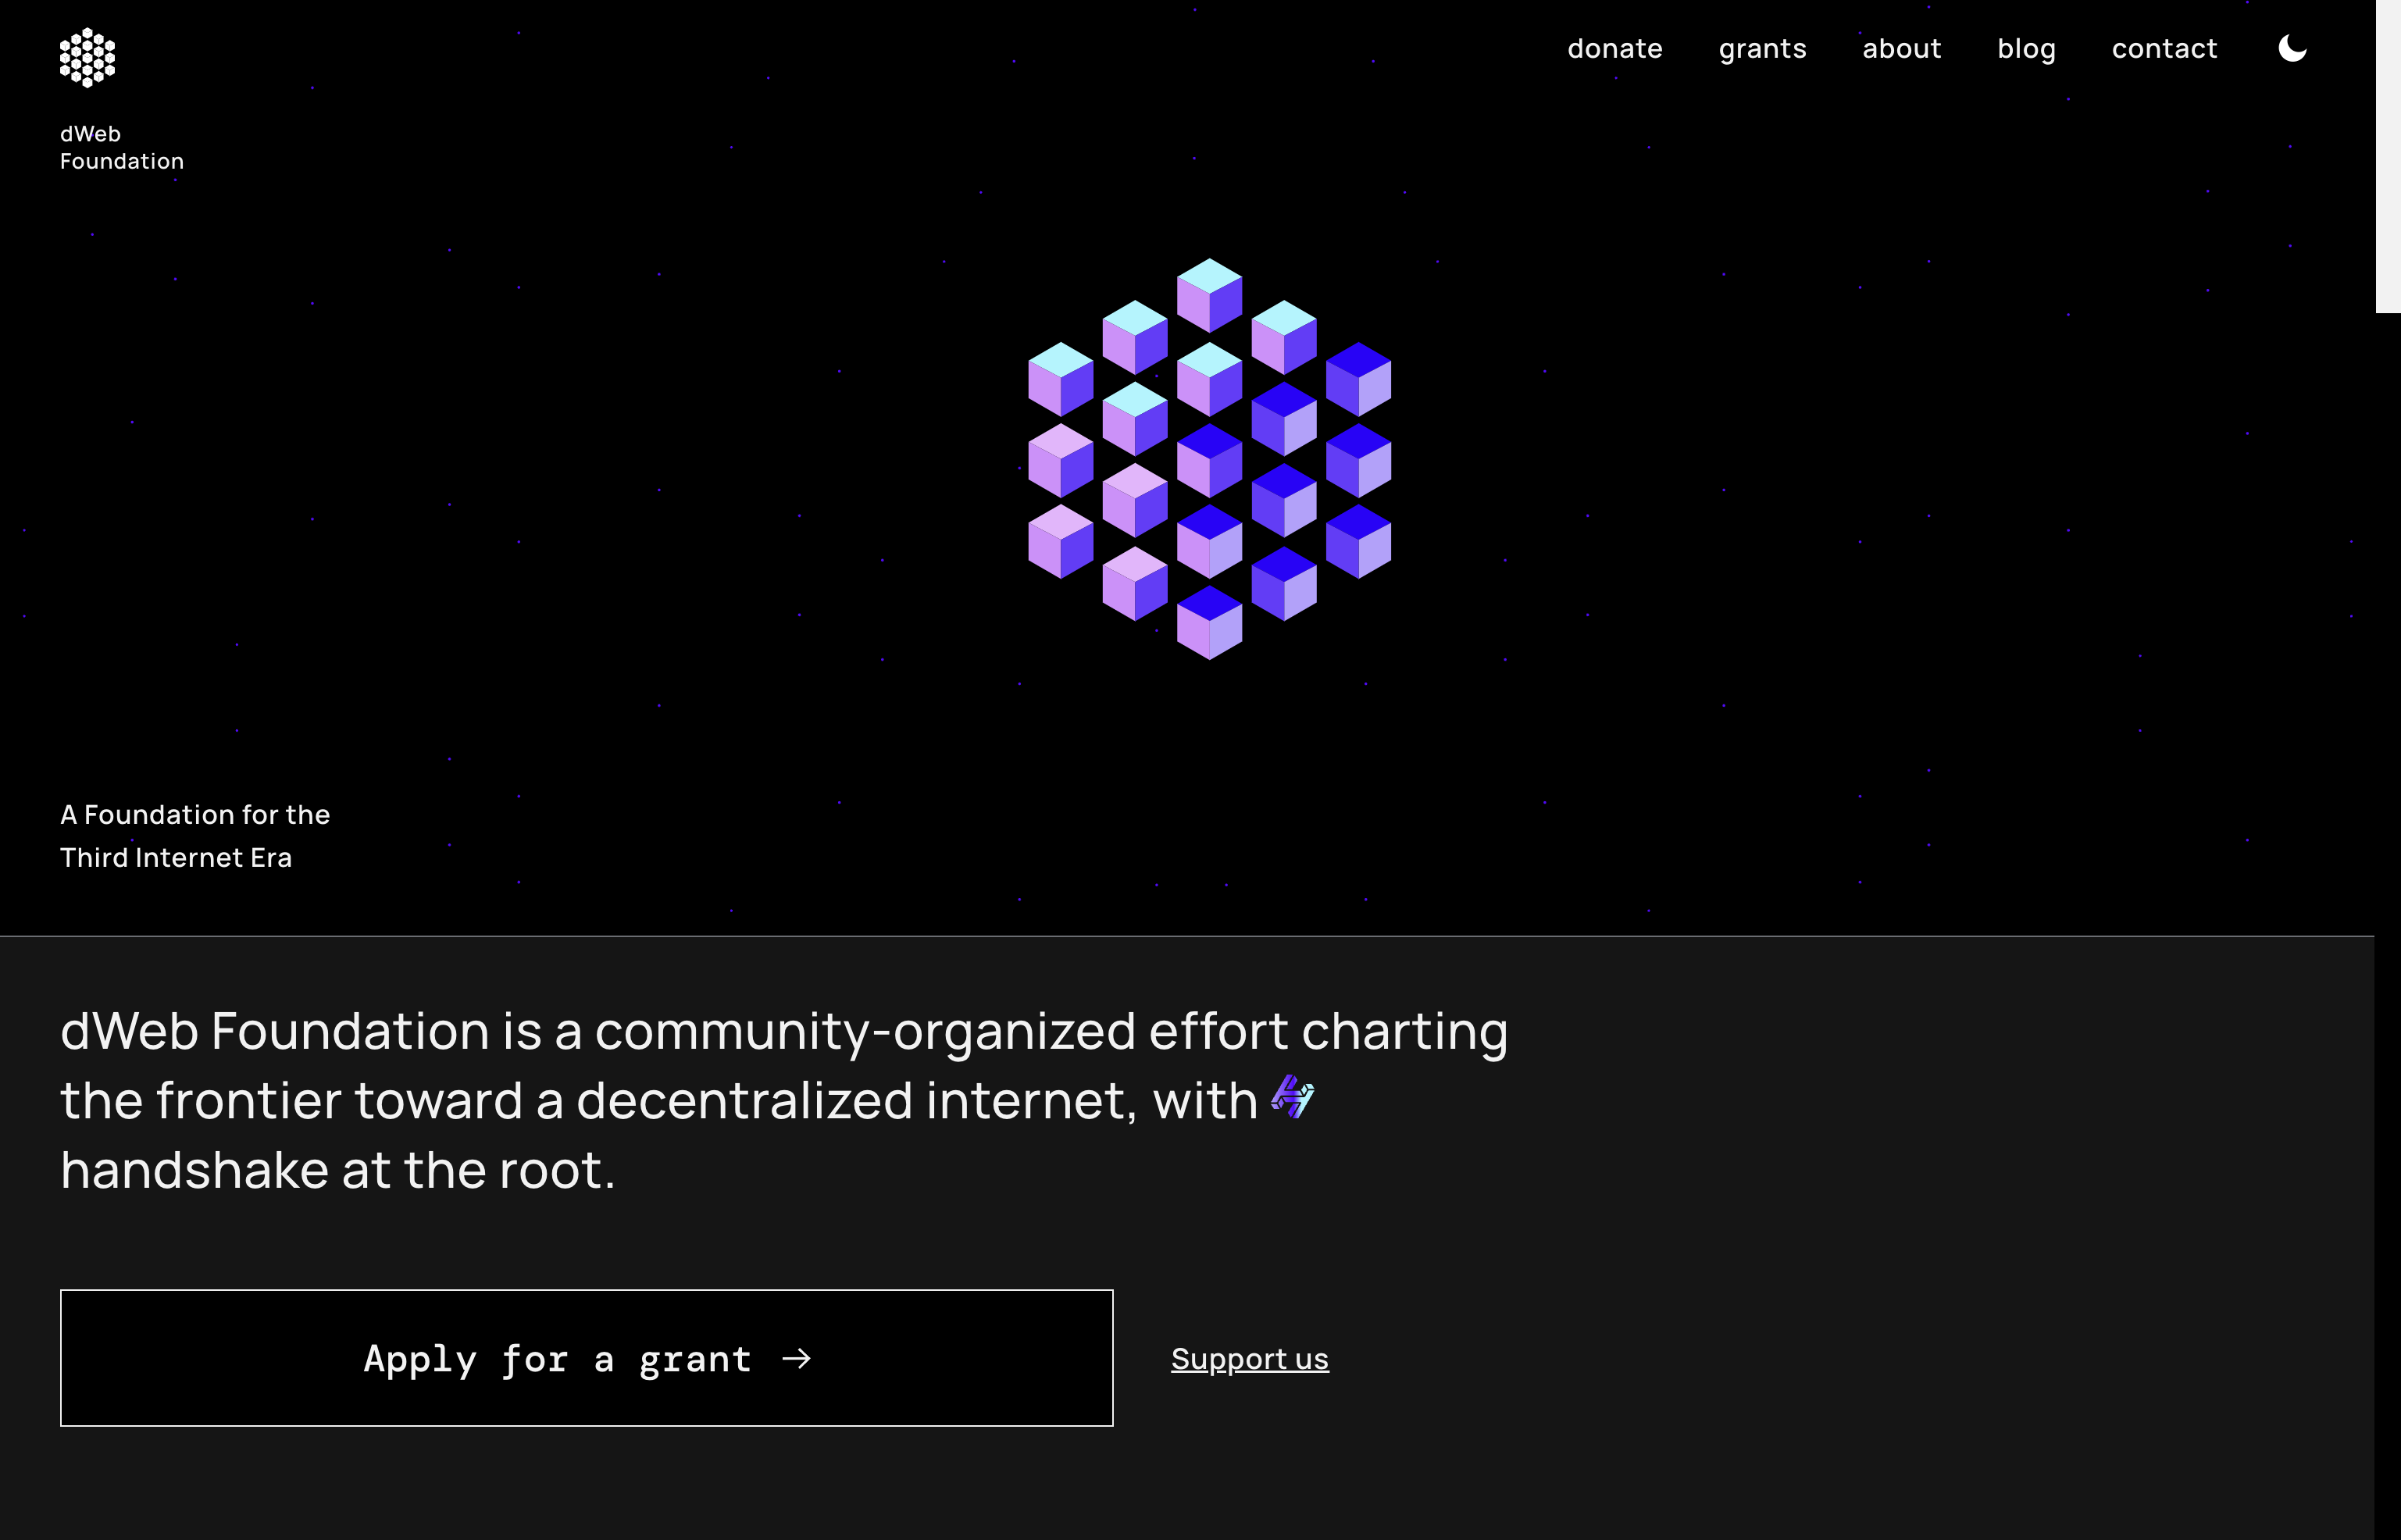 donate grants about blog contact
dWeb
Foundation
A Foundation for the
Third Internet Era
dWeb Foundation is a community-organized effort charting
the frontier toward a decentralized internet, with
handshake at the root.
Apply for a grant →
Support us